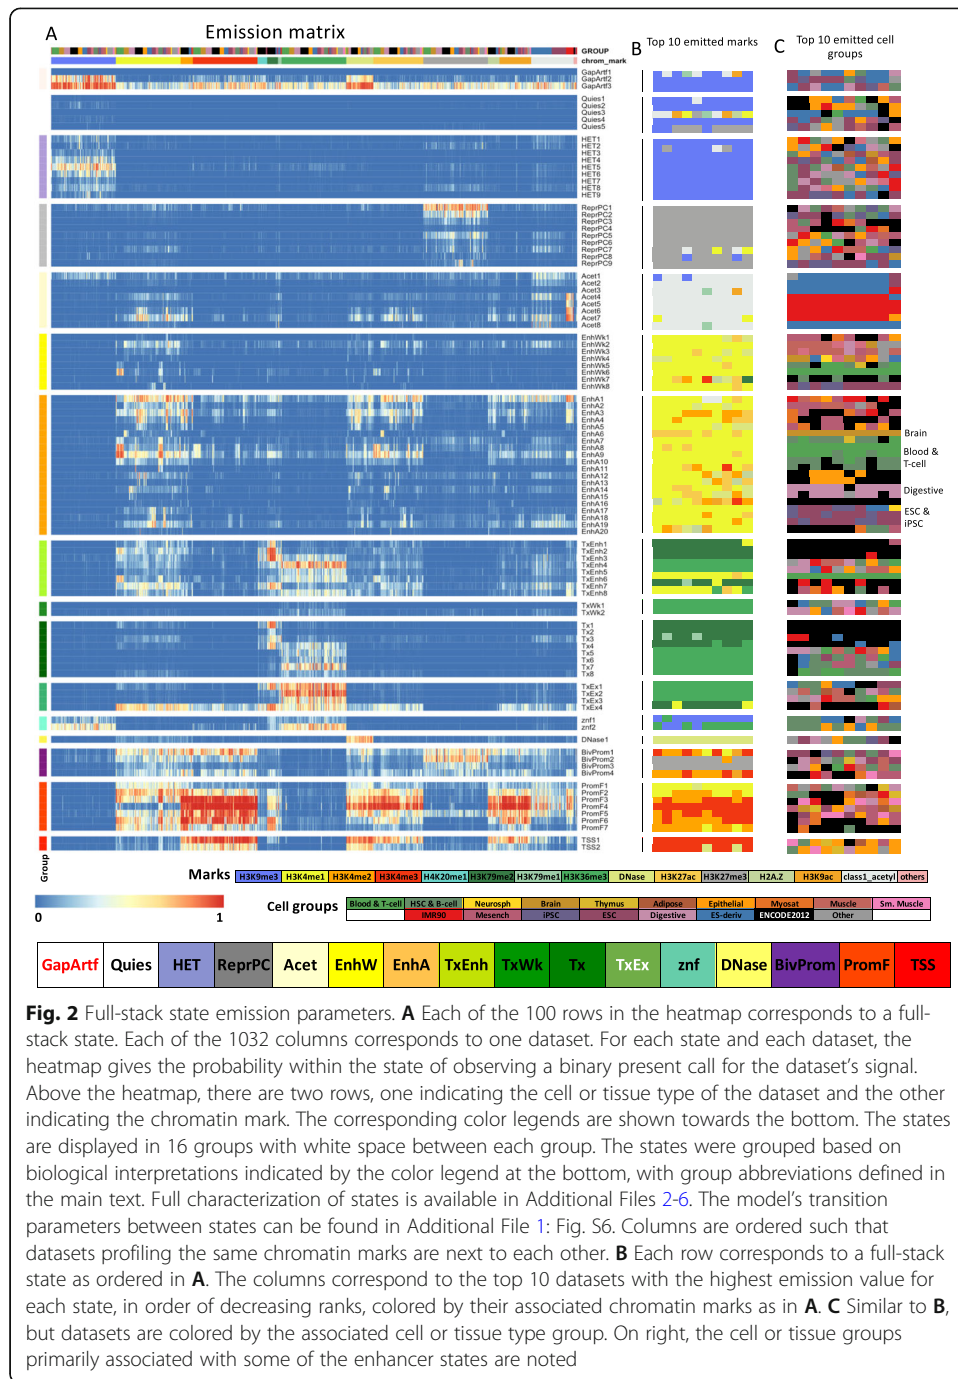 A
Emission matrix
B
Top 10 emitted marks
C
Top 10 emitted cell
groups
GROUP
chrom_mark
GapArtf1
GapArtf2
GapArtf3
Quies1
Quies2
Quies3
Quies4
Quies5
HET1
HET2
HET3
HET4
HET5
HET6
HET7
HET8
HET9
ReprPC1
ReprPC2
ReprPC3
ReprPC4
ReprPC5
ReprPC6
ReprPC7
ReprPC8
ReprPC9
Acet1
Acet2
Acet3
Acet4
Acet5
Acet6
Acet7
Acet8
EnhWk1
EnhWk2
EnhWk3
EnhWk4
EnhWk5
EnhWk6
EnhWk7
EnhWk8
EnhA1
EnhA2
EnhA3
EnhA4
EnhA5
EnhA6
EnhA7
EnhA8
EnhA9
EnhA10
EnhA11
EnhA12
EnhA13
EnhA14
EnhA15
EnhA16
EnhA17
EnhA18
EnhA19
EnhA20
Brain
Blood &
T-cell
Digestive
ESC &
iPSC
TxEnh1
TxEnh2
TxEnh3
TxEnh4
TxEnh5
TxEnh6
TxEnh7
TxEnh8
TxWk1
TxWk2
Tx1
Tx2
Tx3
Tx4
Tx5
Tx6
Tx7
Tx8
TxEx1
TxEx2
TxEx3
TxEx4
znf1
znf2
DNase1
BivProm1
BivProm2
BivProm3
BivProm4
PromF1
PromF2
PromF3
PromF4
PromF5
PromF6
PromF7
TSS1
TSS2
Group
Marks H3K9me3 H3K4me1 H3K4me2 H3K4me3 H4K20me1 H3K79me2 H3K79me1 H3K36me3 DNase H3K27ac H3K27me3 H2A.Z H3K9ac class1_acetyl others
0 1
Cell groups Blood & T-cell HSC & B-cell Neurosph Brain Thymus Adipose Epithelial Myosat Muscle Sm. Muscle
IMR90 Mesench iPSC ESC Digestive ES-deriv ENCODE2012 Other
GapArtf Quies HET ReprPC Acet EnhW EnhA TxEnh TxWk Tx TxEx znf DNase BivProm PromF TSS
Fig. 2 Full-stack state emission parameters. A Each of the 100 rows in the heatmap corresponds to a full-
stack state. Each of the 1032 columns corresponds to one dataset. For each state and each dataset, the
heatmap gives the probability within the state of observing a binary present call for the dataset's signal.
Above the heatmap, there are two rows, one indicating the cell or tissue type of the dataset and the other
indicating the chromatin mark. The corresponding color legends are shown towards the bottom. The states
are displayed in 16 groups with white space between each group. The states were grouped based on
biological interpretations indicated by the color legend at the bottom, with group abbreviations defined in
the main text. Full characterization of states is available in Additional Files 2-6. The model's transition
parameters between states can be found in Additional File 1: Fig. S6. Columns are ordered such that
datasets profiling the same chromatin marks are next to each other. B Each row corresponds to a full-stack
state as ordered in A. The columns correspond to the top 10 datasets with the highest emission value for
each state, in order of decreasing ranks, colored by their associated chromatin marks as in A. C Similar to B,
but datasets are colored by the associated cell or tissue type group. On right, the cell or tissue groups
primarily associated with some of the enhancer states are noted